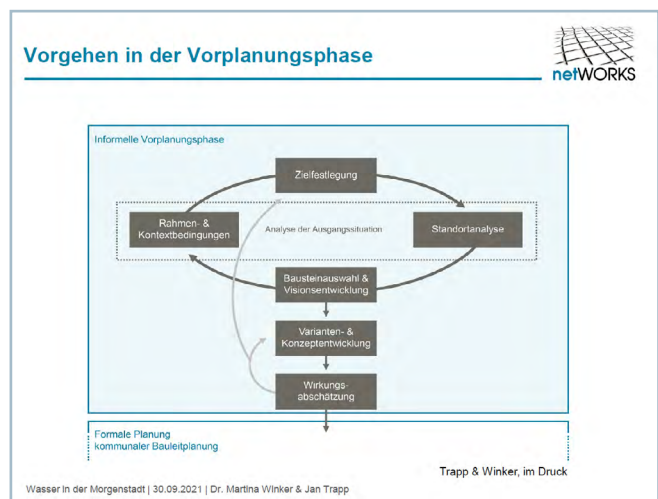 Vorgehen in der Vorplanungsphase
netWORKS
Informelle Vorplanungsphase
Zielfestlegung
Rahmen- &
Kontextbedingungen
Analyse der Ausgangssituation
Standortanalyse
Bausteinauswahl &
Visionsentwicklung
Varianten- &
Konzeptentwicklung
Wirkungs-
abschätzung
Formale Planung
kommunaler Bauleitplanung
Trapp & Winker, im Druck
Wasser in der Morgenstadt | 30.09.2021 | Dr. Martina Winker & Jan Trapp